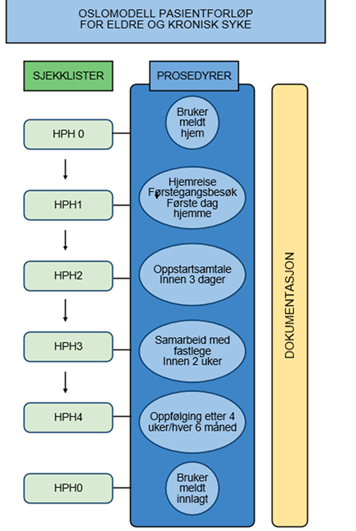 OSLOMODELL PASIENTFORLØP
FOR ELDRE OG KRONISK SYKE
SJEKKLISTER
PROSEDYRER
HPH 0
Bruker
meldt
hjem
HPH1
Hjemreise
Førstegangsbesøk
Første dag
hjemme
HPH2
Oppstartsamtale
Innen 3 dager
HPH3
Samarbeid med
fastlege
Innen 2 uker
HPH4
Oppfølging etter 4
uker/hver 6 måned
HPH0
Bruker
meldt
innlagt
DOKUMENTASJON